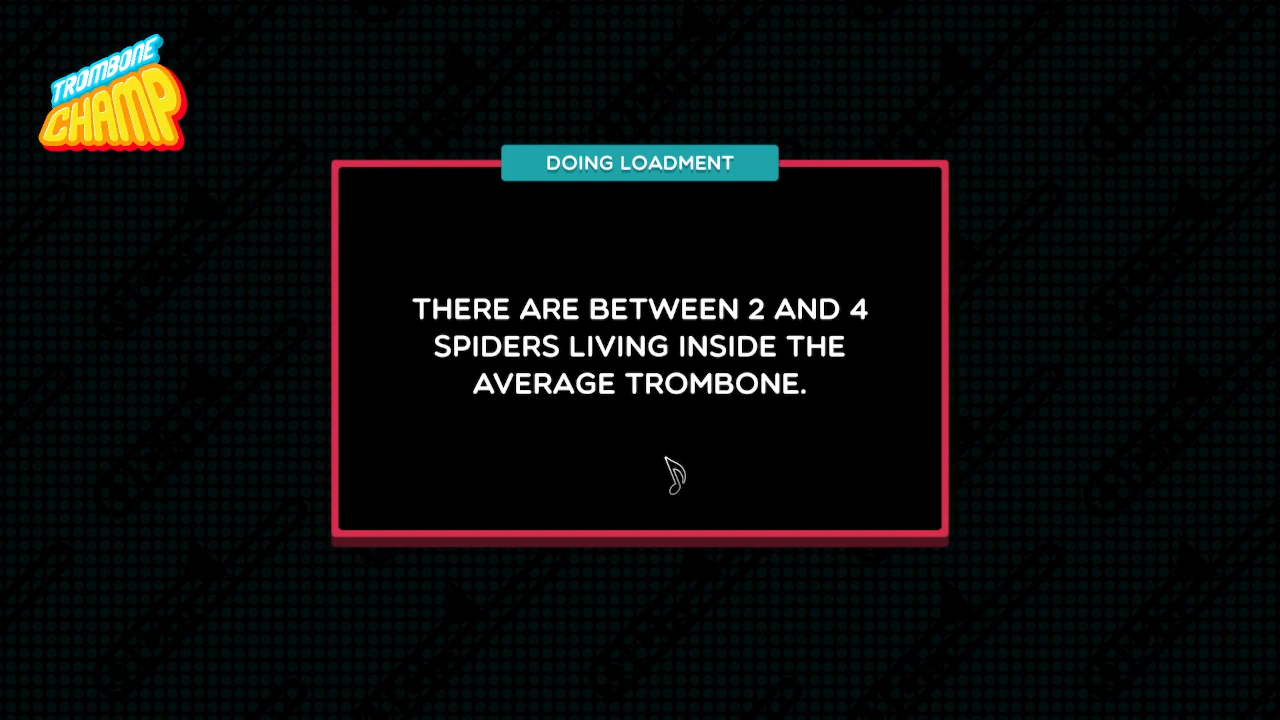 TROMBONE
CHAMP
DOING LOADMENT
THERE ARE BETWEEN 2 AND 4
SPIDERS LIVING INSIDE THE
AVERAGE TROMBONE.